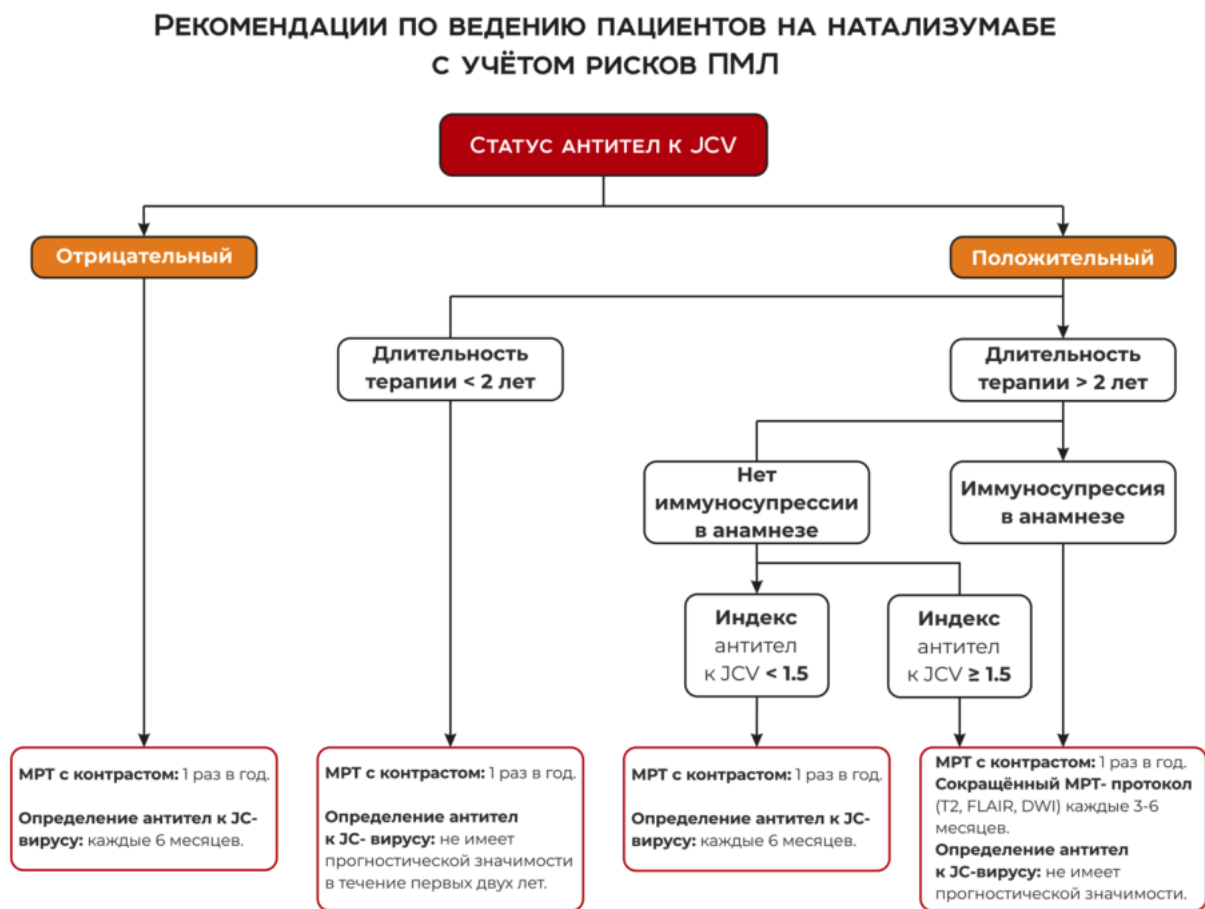 Рекомендации по ведению пациентов на натализумабе
с учётом рисков ПМЛ
Статус антител к JCV
Отрицательный
Положительный
Длительность
терапии < 2 лет
Длительность
терапии > 2 лет
Нет
иммуносупрессии
в анамнезе
Иммуносупрессия
в анамнезе
Индекс
антител
к JCV < 1.5
Индекс
антител
к JCV ≥ 1.5
МРТ с контрастом: 1 раз в год.
Определение антител к JC-
вирусу: каждые 6 месяцев.
МРТ с контрастом: 1 раз в год.
Определение антител
к JC- вирусу: не имеет
прогностической значимости
в течение первых двух лет.
МРТ с контрастом: 1 раз в год.
Определение антител к JC-
вирусу: каждые 6 месяцев.
МРТ с контрастом: 1 раз в год.
Сокращённый МРТ- протокол
(T2, FLAIR, DWI) каждые 3-6
месяцев.
Определение антител
к JC-вирусу: не имеет
прогностической значимости.